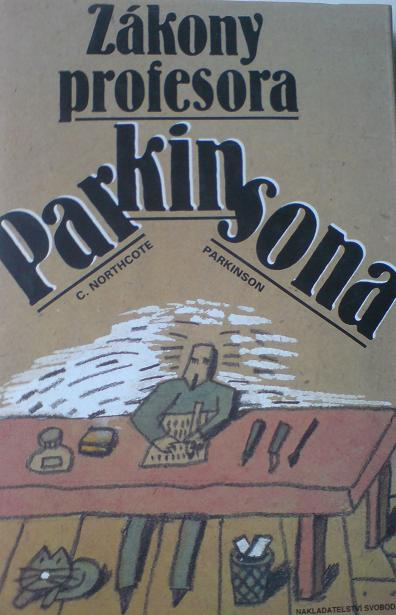 Zákony
profesora
Parkinsona
C. NORTHCOTE
PARKINSON
NAKLADATELSTVÍ SVOBOD